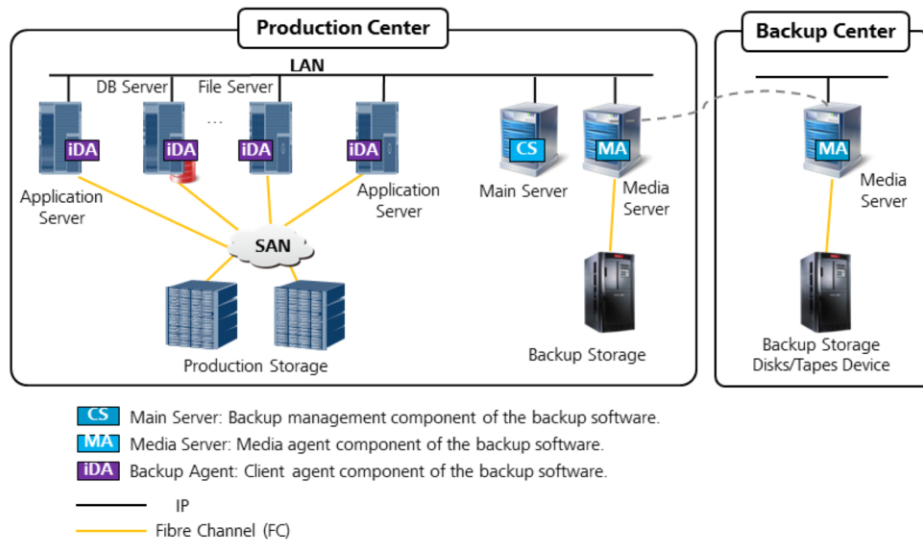 Production Center
Backup Center
LAN
DB Server
File Server
...
iDA
iDA
iDA
iDA
CS
MA
MA
Application
Server
Application
Server
Main Server
Media
Server
Media
Server
SAN
Production Storage
Backup Storage
Backup Storage
Disks/Tapes Device
CS Main Server: Backup management component of the backup software.
MA Media Server: Media agent component of the backup software.
iDA Backup Agent: Client agent component of the backup software.
IP
Fibre Channel (FC)